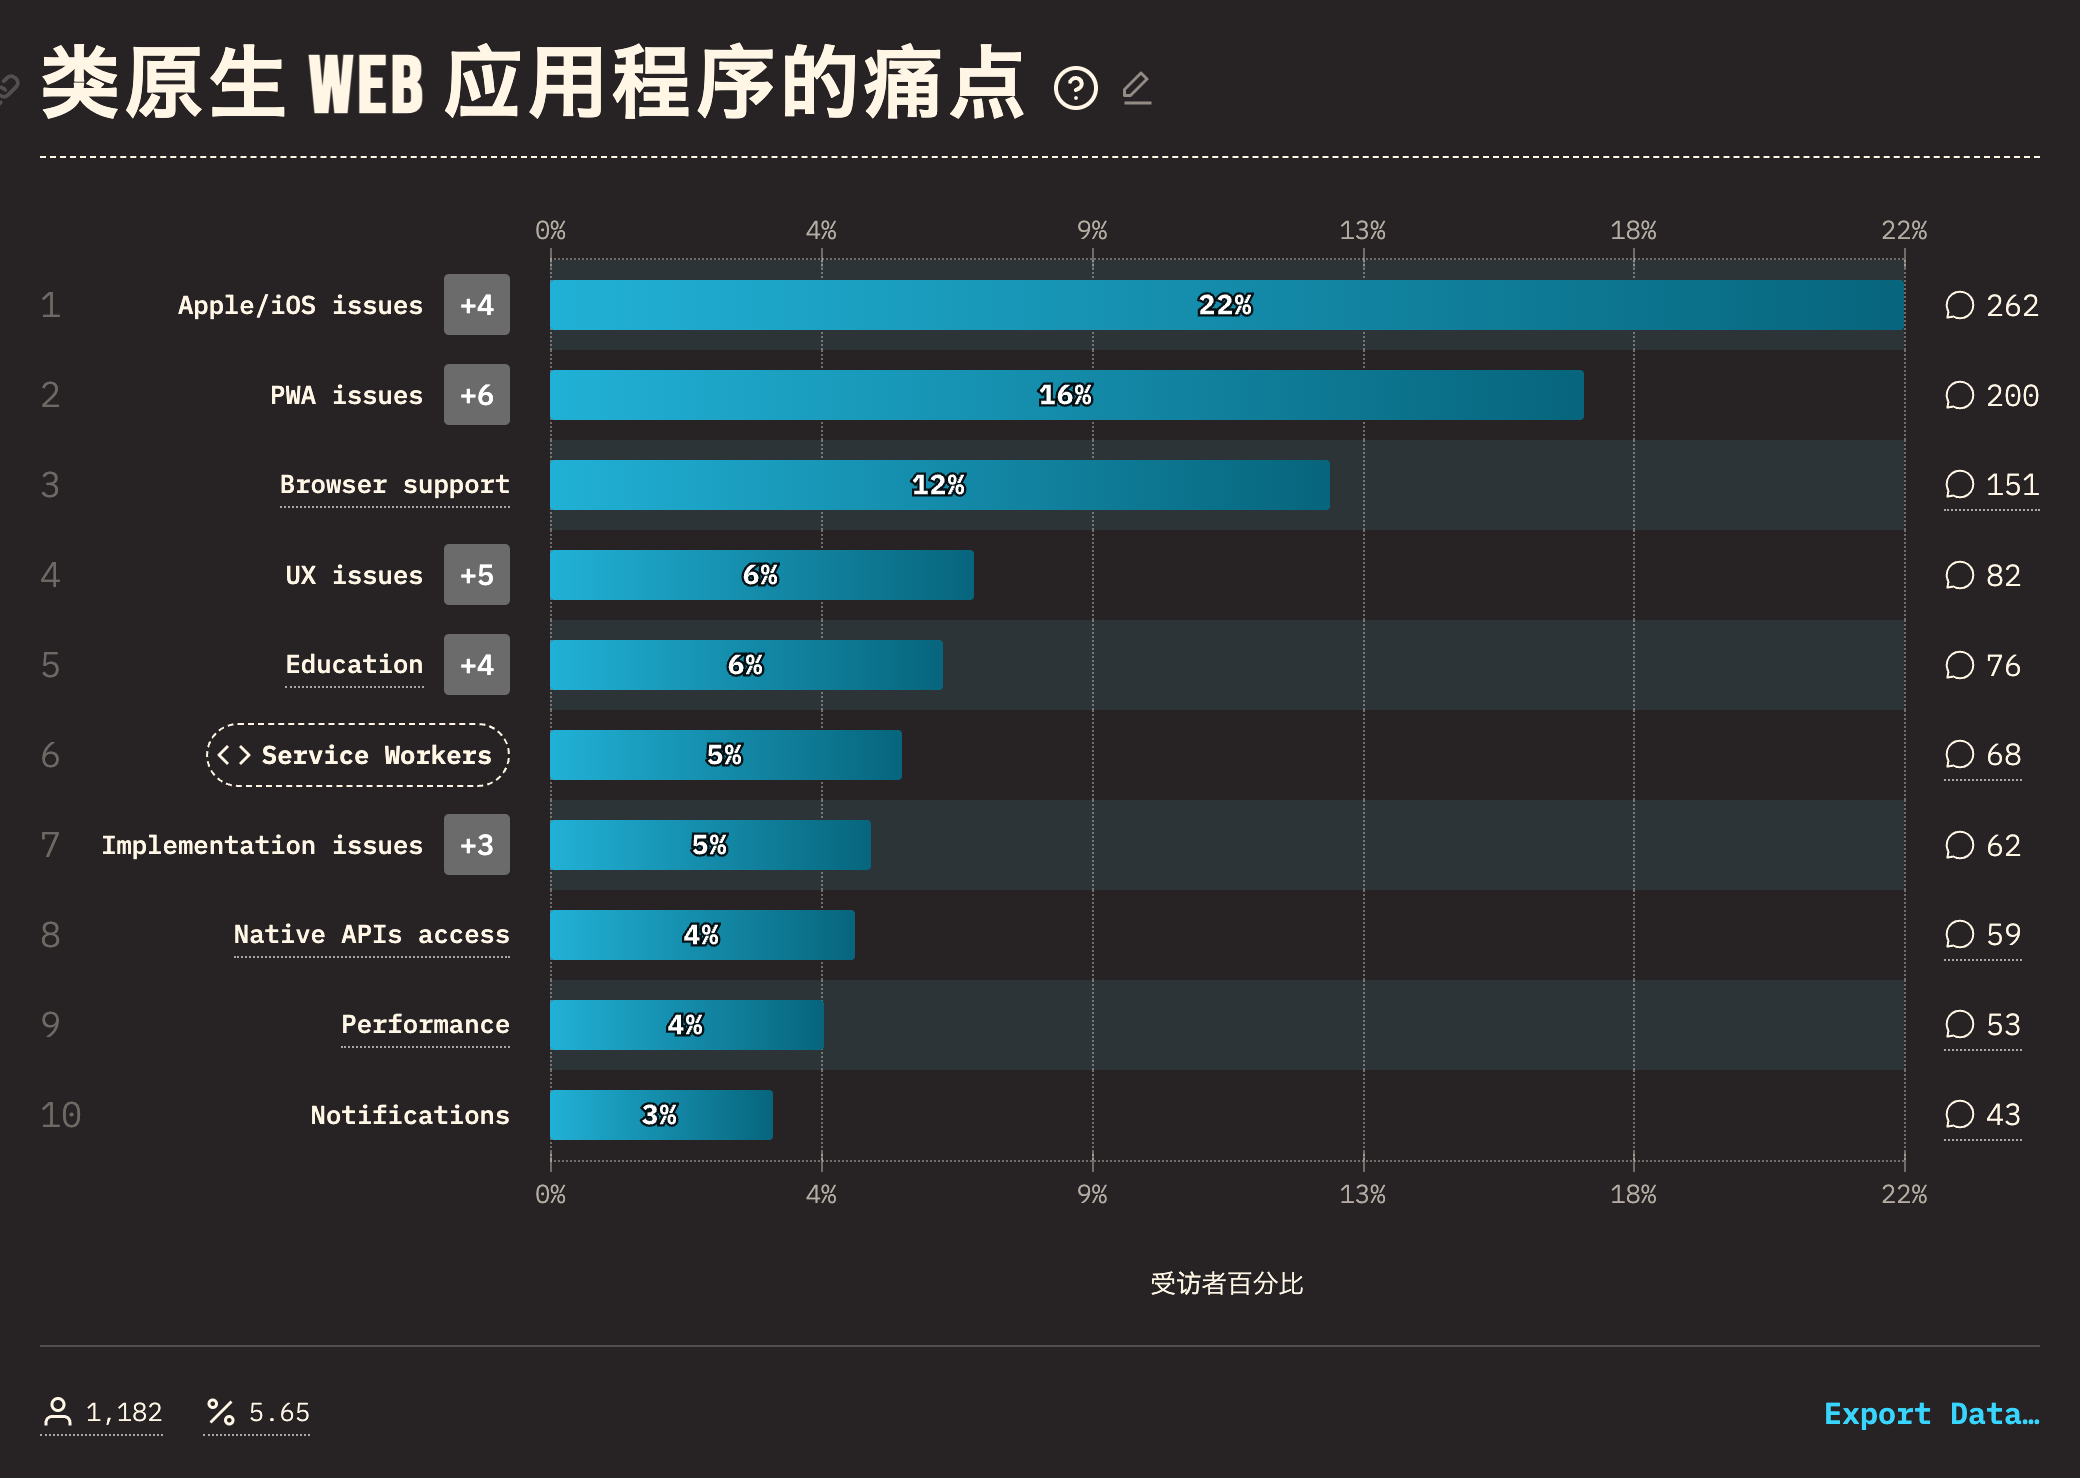 类原生 WEB 应用程序的痛点
0% 4% 9% 13% 18% 22%
1 Apple/iOS issues +4 22% 262
2 PWA issues +6 16% 200
3 Browser support 12% 151
4 UX issues +5 6% 82
5 Education +4 6% 76
6 <> Service Workers 5% 68
7 Implementation issues +3 5% 62
8 Native APIs access 4% 59
9 Performance 4% 53
10 Notifications 3% 43
0% 4% 9% 13% 18% 22%
受访者百分比
1,182 % 5.65 Export Data…